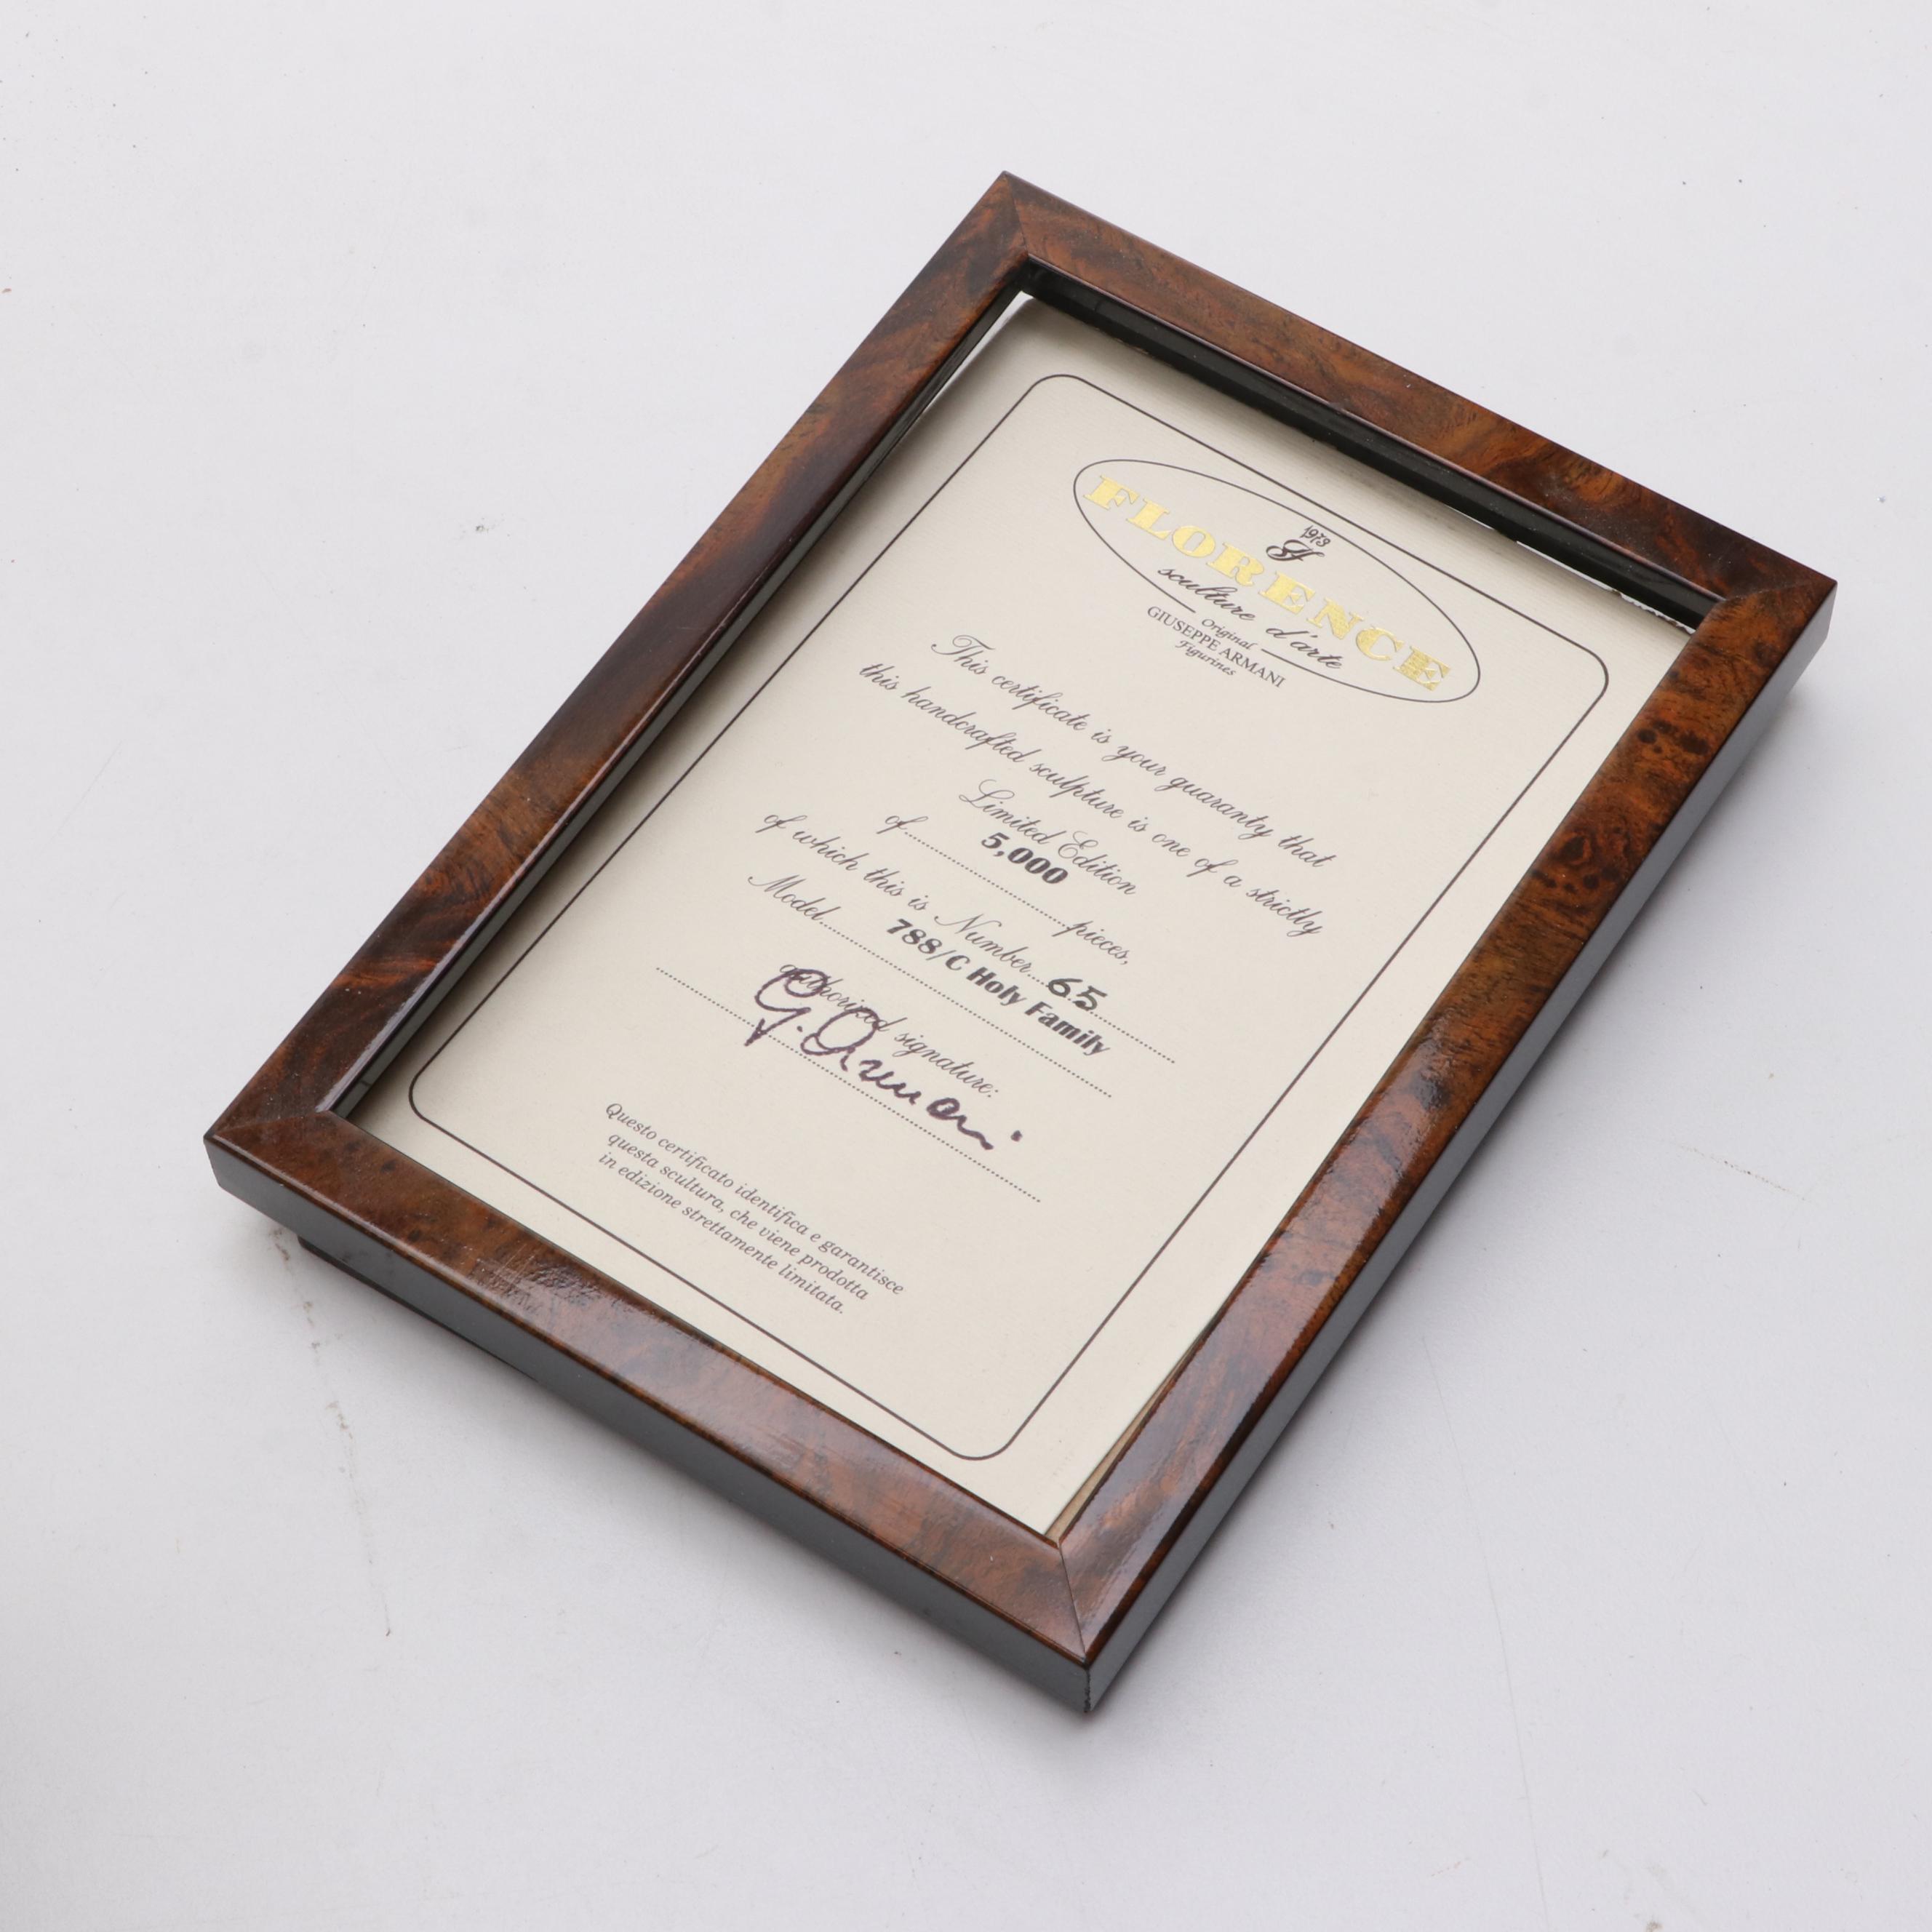 1973
FLORENCE
sculture d'arte
Original
GIUSEPPE ARMANI
Figurines
This certificate is your guaranty that
this handcrafted sculpture is one of a strictly
Limited Edition
of 5,000 pieces,
of which this is Number 65
Model 788/C Holy Family
authorized signature:
G. Armani
Questo certificato identifica e garantisce
questa scultura, che viene prodotta
in edizione strettamente limitata.